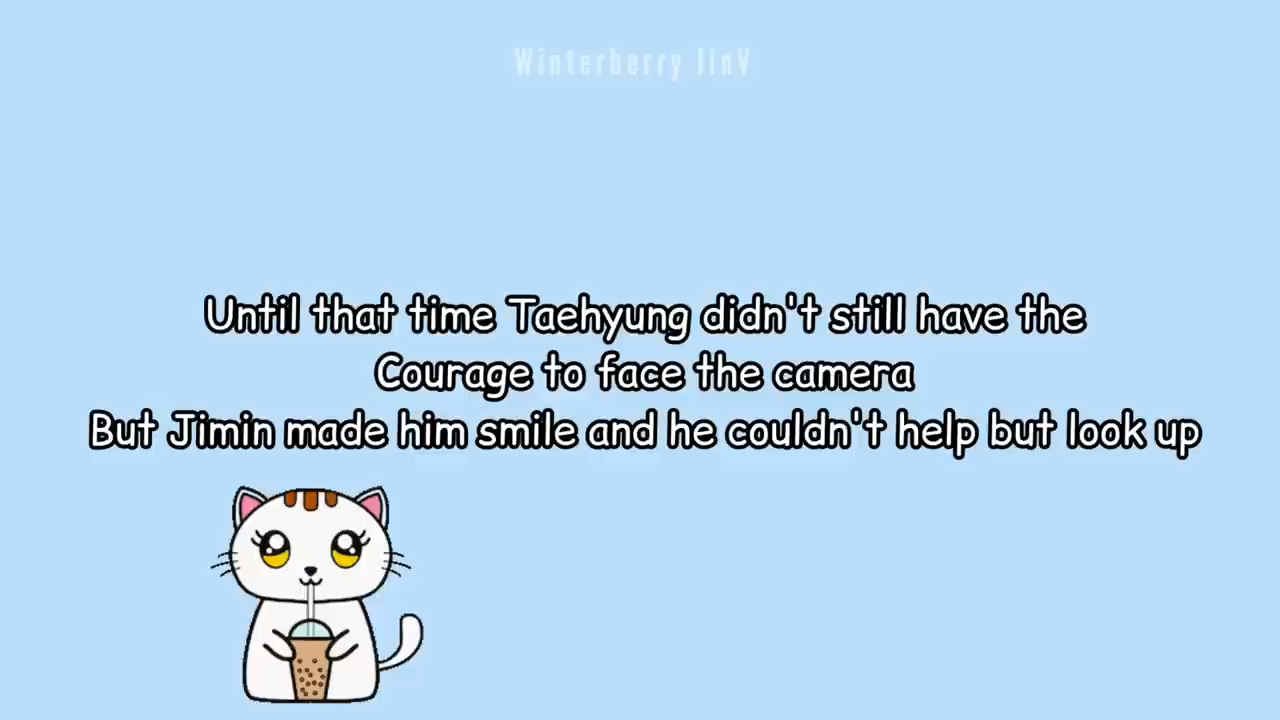 Winterberry JinV
Until that time Taehyung didn't still have the
Courage to face the camera
But Jimin made him smile and he couldn't help but look up